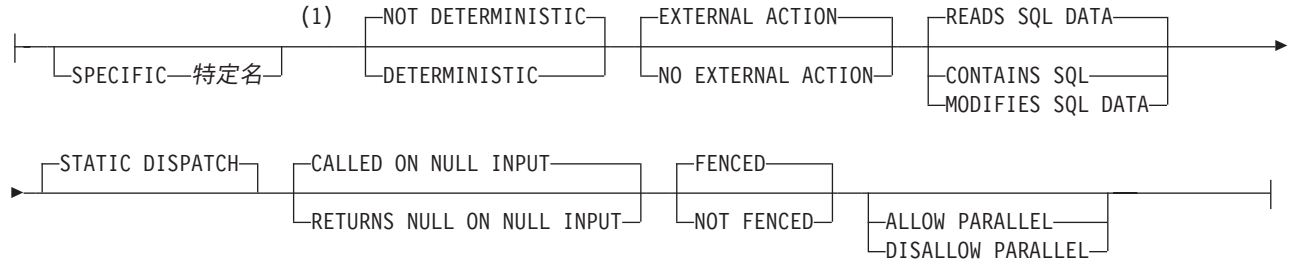 (1) NOT DETERMINISTIC EXTERNAL ACTION READS SQL DATA
SPECIFIC 特定名 DETERMINISTIC NO EXTERNAL ACTION CONTAINS SQL
MODIFIES SQL DATA
STATIC DISPATCH CALLED ON NULL INPUT FENCED
RETURNS NULL ON NULL INPUT NOT FENCED ALLOW PARALLEL
DISALLOW PARALLEL